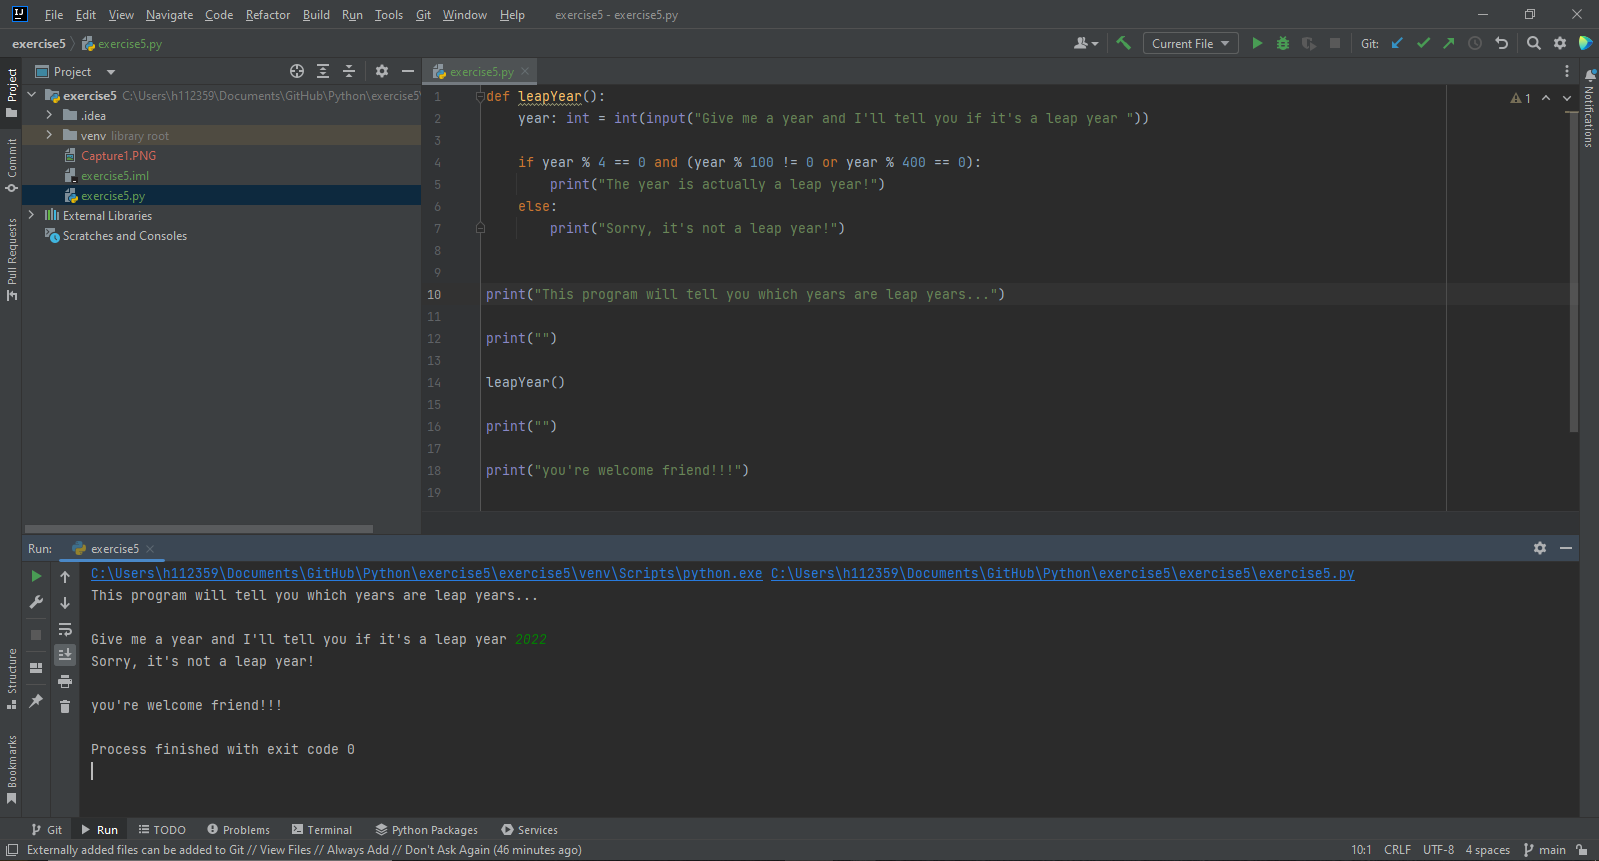 File Edit View Navigate Code Refactor Build Run Tools Git Window Help exercise5 - exercise5.py
exercise5 exercise5.py Current File Git:
Project
exercise5 C:\Users\h112359\Documents\GitHub\Python\exercise5\
.idea
venv library root
Capture1.PNG
exercise5.iml
exercise5.py
External Libraries
Scratches and Consoles
Project
Commit
Pull Requests
Structure
Bookmarks
Notifications
exercise5.py
1
1 def leapYear():
2 year: int = int(input("Give me a year and I'll tell you if it's a leap year "))
3
4 if year % 4 == 0 and (year % 100 != 0 or year % 400 == 0):
5 print("The year is actually a leap year!")
6 else:
7 print("Sorry, it's not a leap year!")
8
9
10 print("This program will tell you which years are leap years...")
11
12 print("")
13
14 leapYear()
15
16 print("")
17
18 print("you're welcome friend!!!")
19
Run: exercise5
C:\Users\h112359\Documents\GitHub\Python\exercise5\exercise5\venv\Scripts\python.exe C:\Users\h112359\Documents\GitHub\Python\exercise5\exercise5\exercise5.py
This program will tell you which years are leap years...
Give me a year and I'll tell you if it's a leap year 2022
Sorry, it's not a leap year!
you're welcome friend!!!
Process finished with exit code 0
Git Run TODO Problems Terminal Python Packages Services
Externally added files can be added to Git // View Files // Always Add // Don't Ask Again (46 minutes ago) 10:1 CRLF UTF-8 4 spaces main